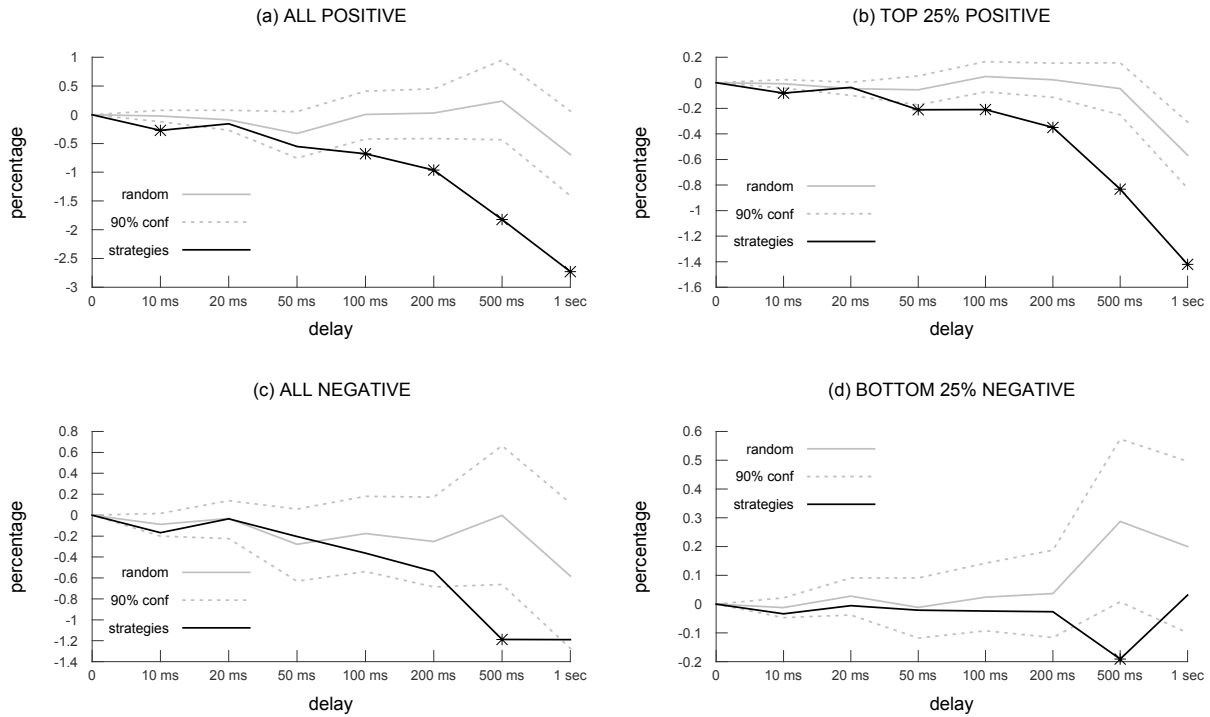 (a) ALL POSITIVE
1
0.5
0
-0.5
-1
-1.5
-2
-2.5
-3
percentage
random
90% conf
strategies
0 10 ms 20 ms 50 ms 100 ms 200 ms 500 ms 1 sec
delay
(b) TOP 25% POSITIVE
0.2
0
-0.2
-0.4
-0.6
-0.8
-1
-1.2
-1.4
-1.6
percentage
random
90% conf
strategies
0 10 ms 20 ms 50 ms 100 ms 200 ms 500 ms 1 sec
delay
(c) ALL NEGATIVE
0.8
0.6
0.4
0.2
0
-0.2
-0.4
-0.6
-0.8
-1
-1.2
-1.4
percentage
random
90% conf
strategies
0 10 ms 20 ms 50 ms 100 ms 200 ms 500 ms 1 sec
delay
(d) BOTTOM 25% NEGATIVE
0.6
0.5
0.4
0.3
0.2
0.1
0
-0.1
-0.2
percentage
random
90% conf
strategies
0 10 ms 20 ms 50 ms 100 ms 200 ms 500 ms 1 sec
delay